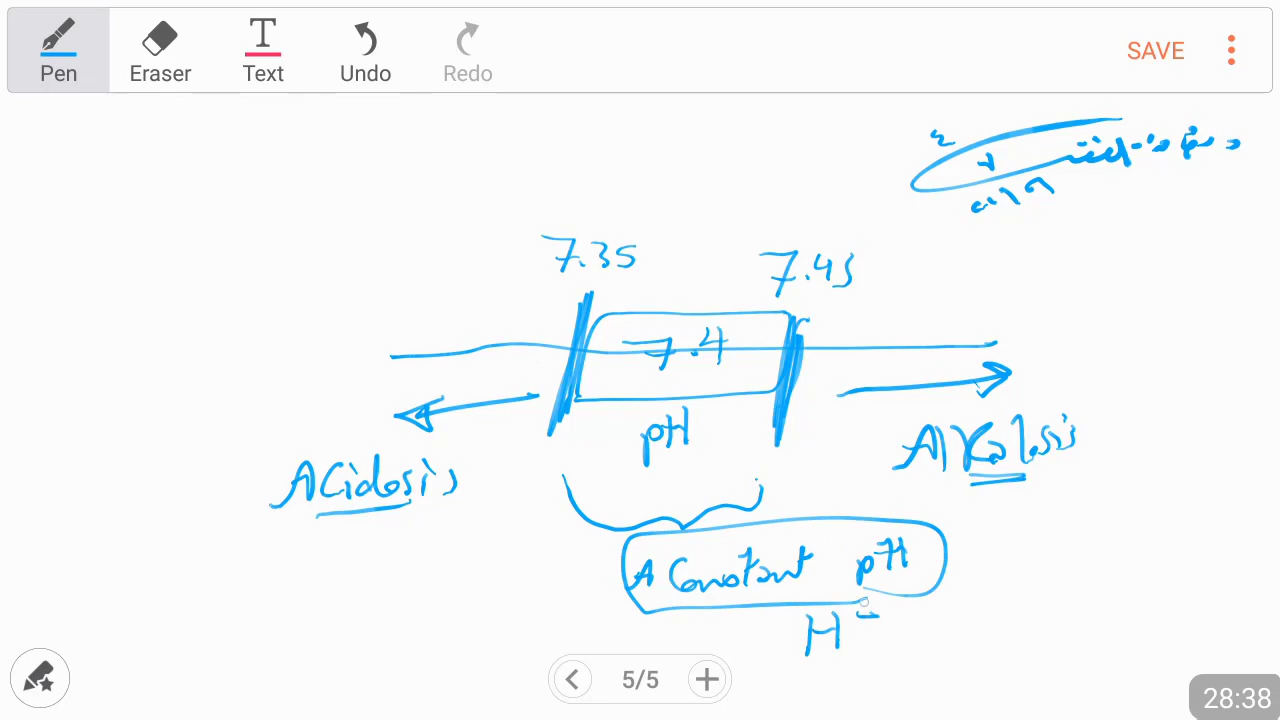 Pen Eraser Text Undo Redo SAVE
7.35 7.45
7.4
pH
Acidosis Alkalosis
A Constant pH
H
5/5
28:38